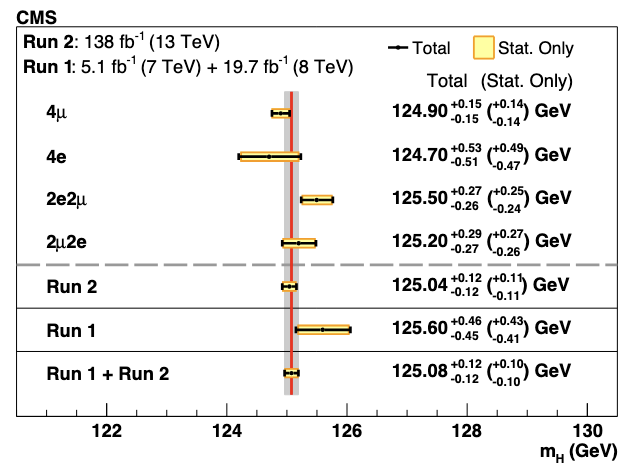 CMS
Run 2: 138 fb⁻¹ (13 TeV)
Run 1: 5.1 fb⁻¹ (7 TeV) + 19.7 fb⁻¹ (8 TeV)
Total Stat. Only
Total (Stat. Only)
4μ 124.90 +0.15 -0.15 (+0.14 -0.14) GeV
4e 124.70 +0.53 -0.51 (+0.49 -0.47) GeV
2e2μ 125.50 +0.27 -0.26 (+0.25 -0.24) GeV
2μ2e 125.20 +0.29 -0.27 (+0.27 -0.26) GeV
Run 2 125.04 +0.12 -0.12 (+0.11 -0.11) GeV
Run 1 125.60 +0.46 -0.45 (+0.43 -0.41) GeV
Run 1 + Run 2 125.08 +0.12 -0.12 (+0.10 -0.10) GeV
122 124 126 128 130
m_H (GeV)